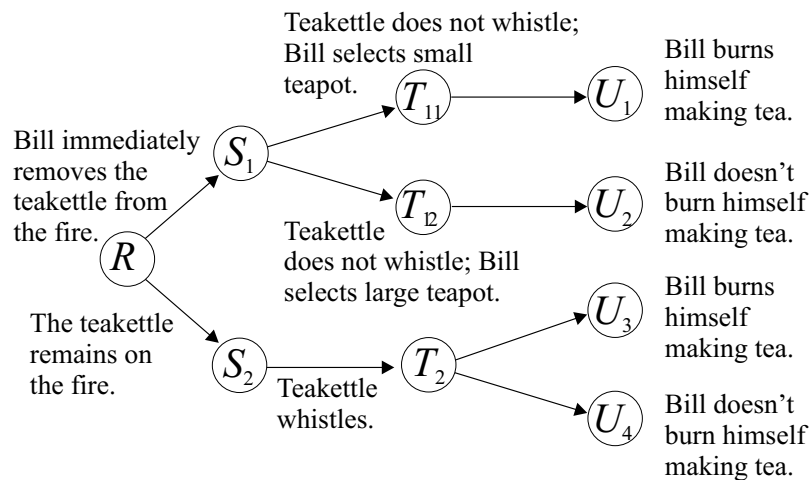 Teakettle does not whistle;
Bill selects small
teapot.
Bill burns
himself
making tea.
T11
U1
Bill immediately
removes the
teakettle from
the fire.
S1
Bill doesn't
burn himself
making tea.
T12
U2
R
Teakettle
does not whistle; Bill
selects large teapot.
Bill burns
himself
making tea.
U3
The teakettle
remains on
the fire.
S2
Teakettle
whistles.
T2
U4
Bill doesn't
burn himself
making tea.